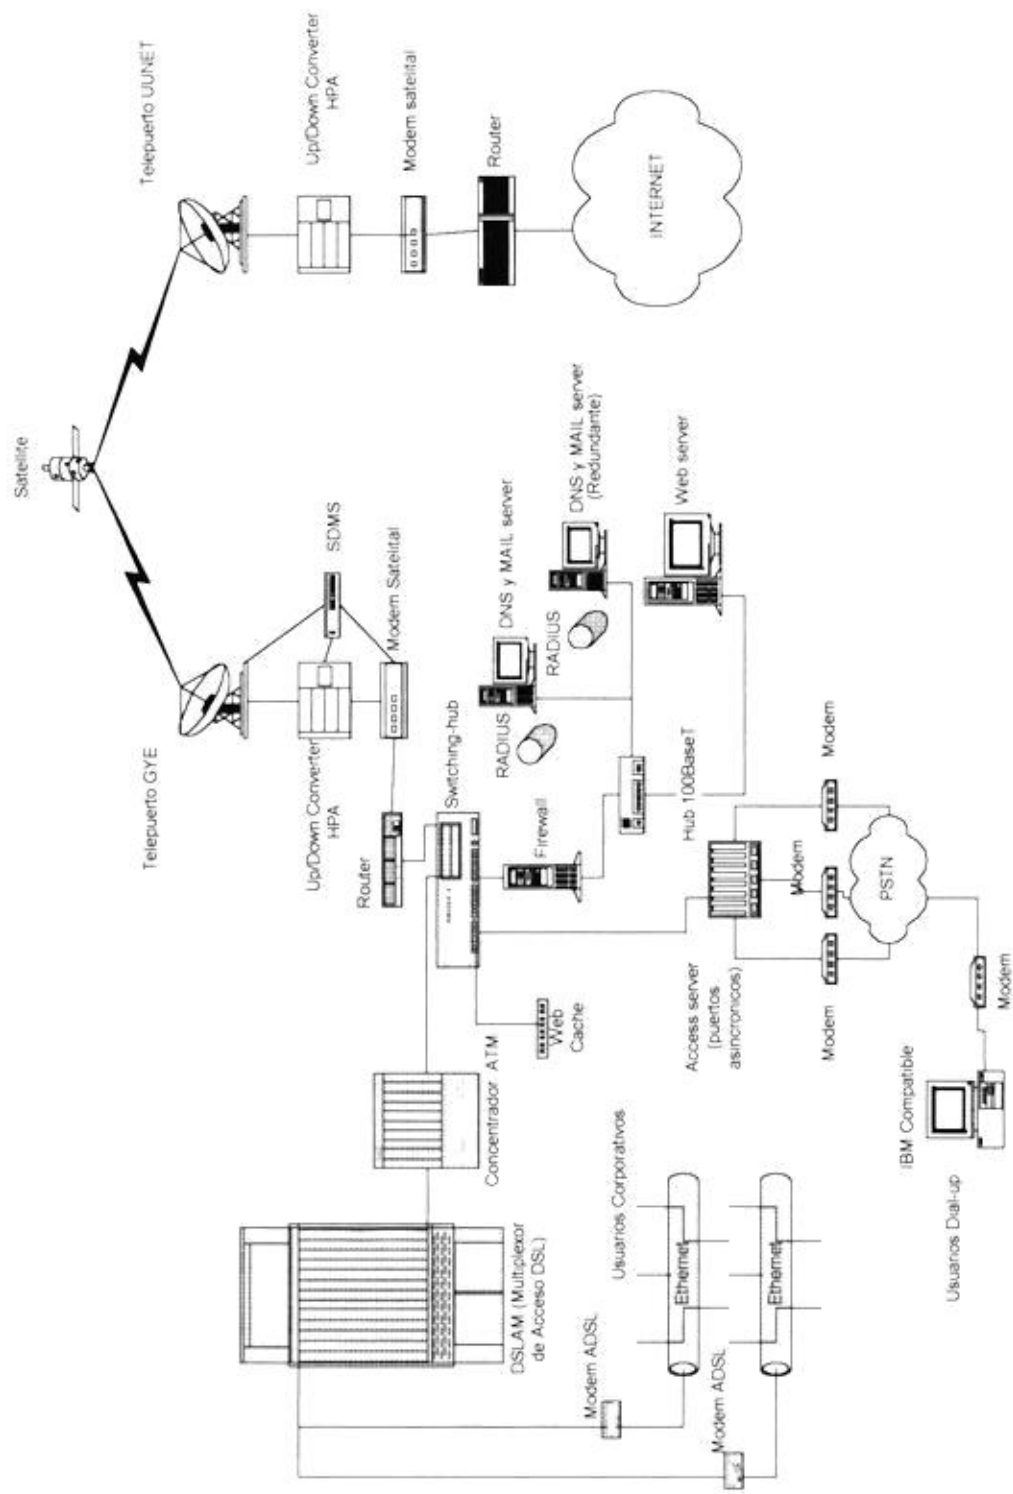 Satellite
Telepuerto GYE
Telepuerto UUNET
Up/Down Converter
HPA
SDMS
Modem Satelital
Router
Up/Down Converter
HPA
Modem satelital
Router
INTERNET
Switching-hub
Concentrador ATM
Web
Cache
Firewall
RADIUS
DNS y MAIL server
RADIUS
DNS y MAIL server
(Redundante)
Web server
Hub 100BaseT
DSLAM (Multiplexor
de Acceso DSL)
Modem ADSL
Modem ADSL
Usuarios Corporativos
Ethernet
Ethernet
Access server
(puertos
asincronicos)
Modem
Modem
Modem
PSTN
Modem
IBM Compatible
Usuarios Dial-up